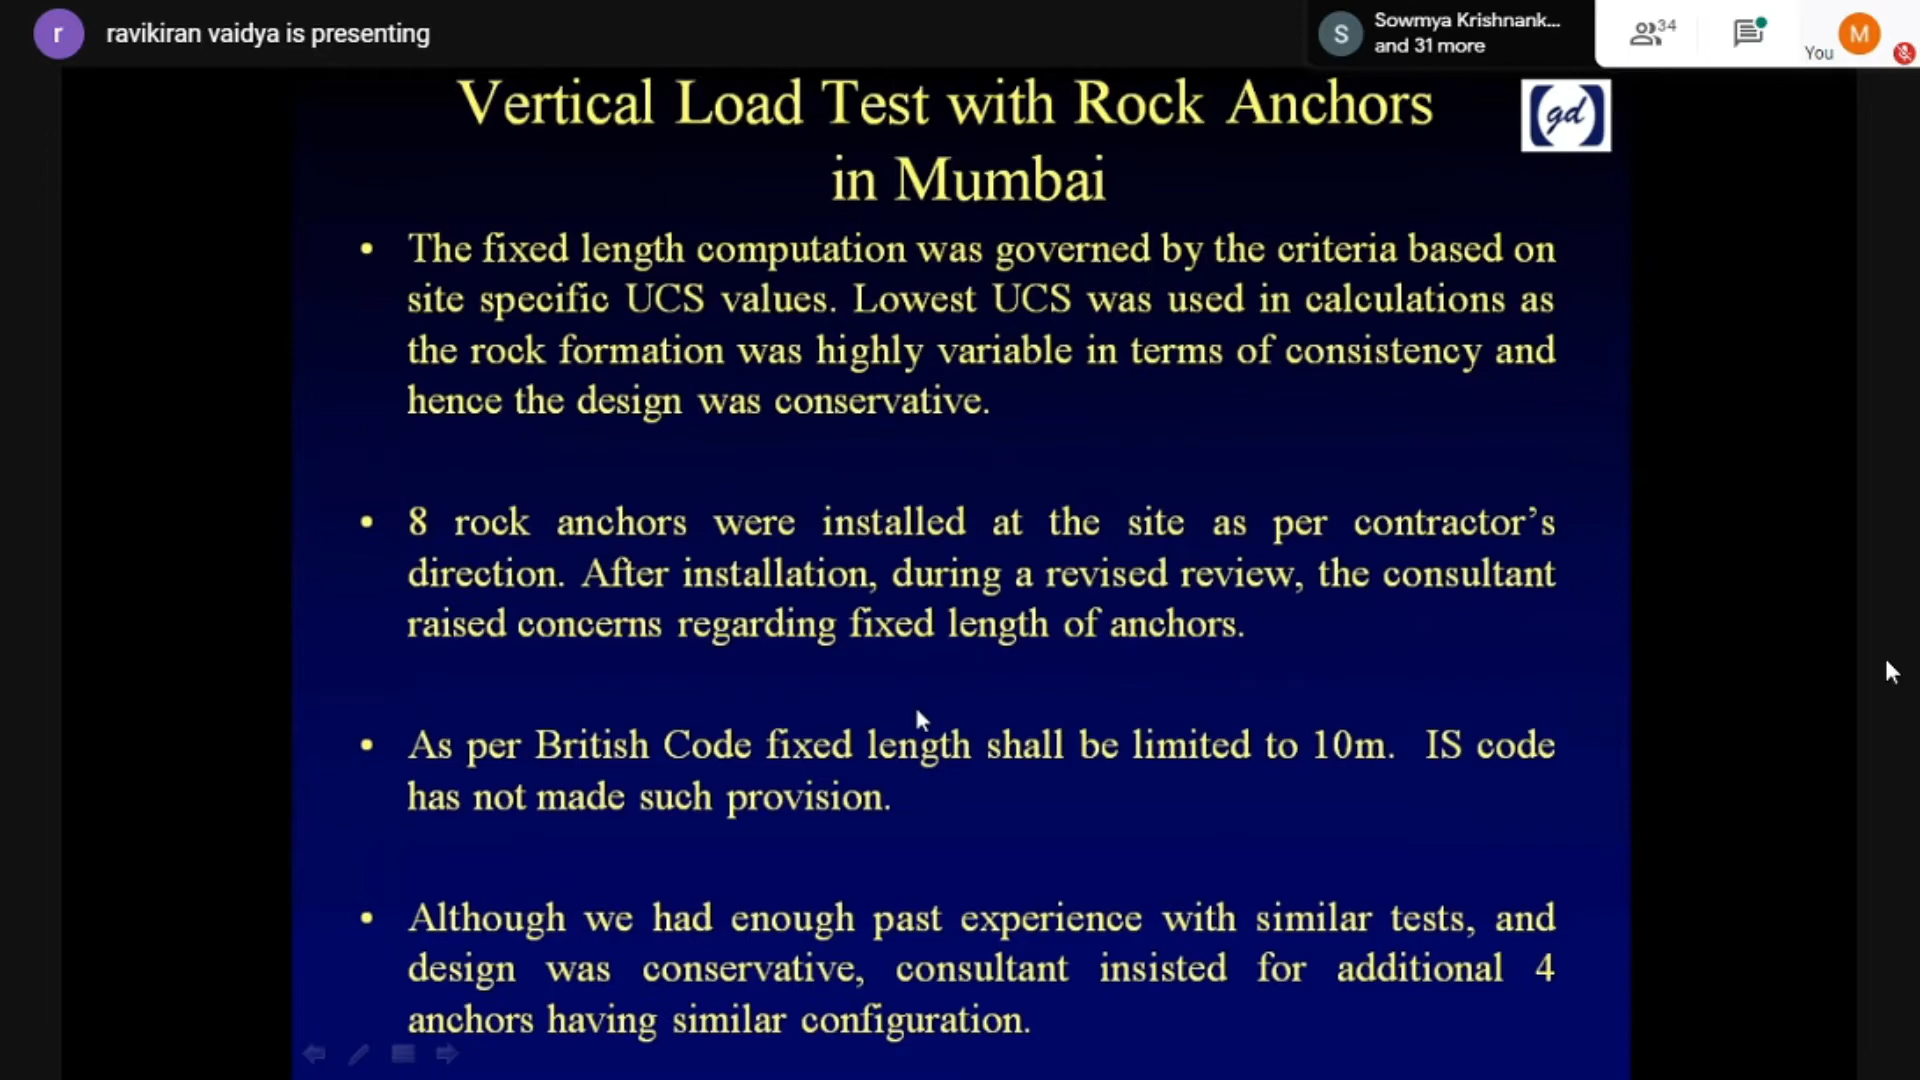 r
ravikiran vaidya is presenting
S
Sowmya Krishnank...
and 31 more
34
You
M
Vertical Load Test with Rock Anchors
in Mumbai
gd
• The fixed length computation was governed by the criteria based on
site specific UCS values. Lowest UCS was used in calculations as
the rock formation was highly variable in terms of consistency and
hence the design was conservative.
• 8 rock anchors were installed at the site as per contractor’s
direction. After installation, during a revised review, the consultant
raised concerns regarding fixed length of anchors.
• As per British Code fixed length shall be limited to 10m. IS code
has not made such provision.
• Although we had enough past experience with similar tests, and
design was conservative, consultant insisted for additional 4
anchors having similar configuration.